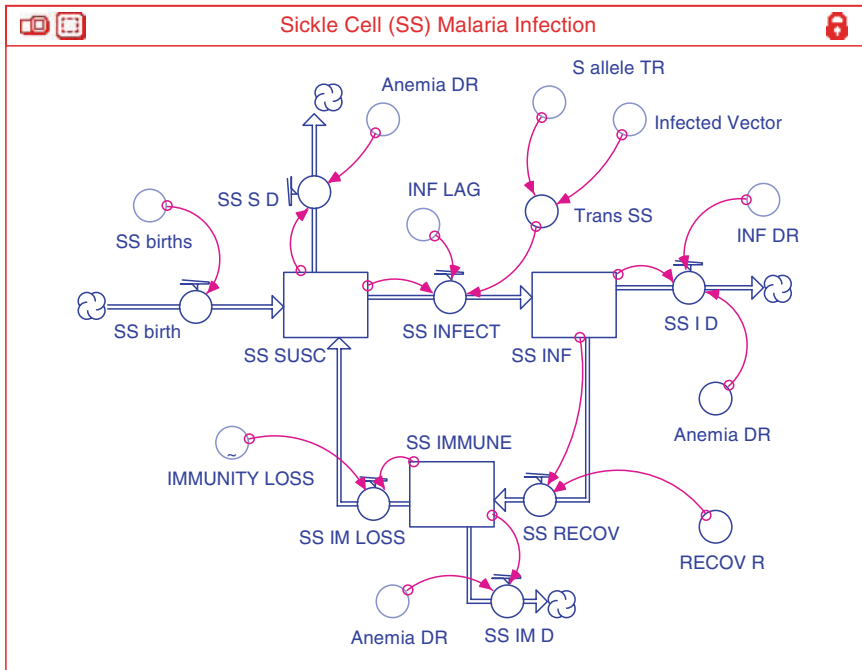 Sickle Cell (SS) Malaria Infection
S allele TR
Anemia DR
Infected Vector
SS S D
INF LAG
Trans SS
SS births
INF DR
SS birth
SS SUSC
SS INFECT
SS INF
SS I D
Anemia DR
SS IMMUNE
~
IMMUNITY LOSS
SS IM LOSS
SS RECOV
RECOV R
Anemia DR
SS IM D